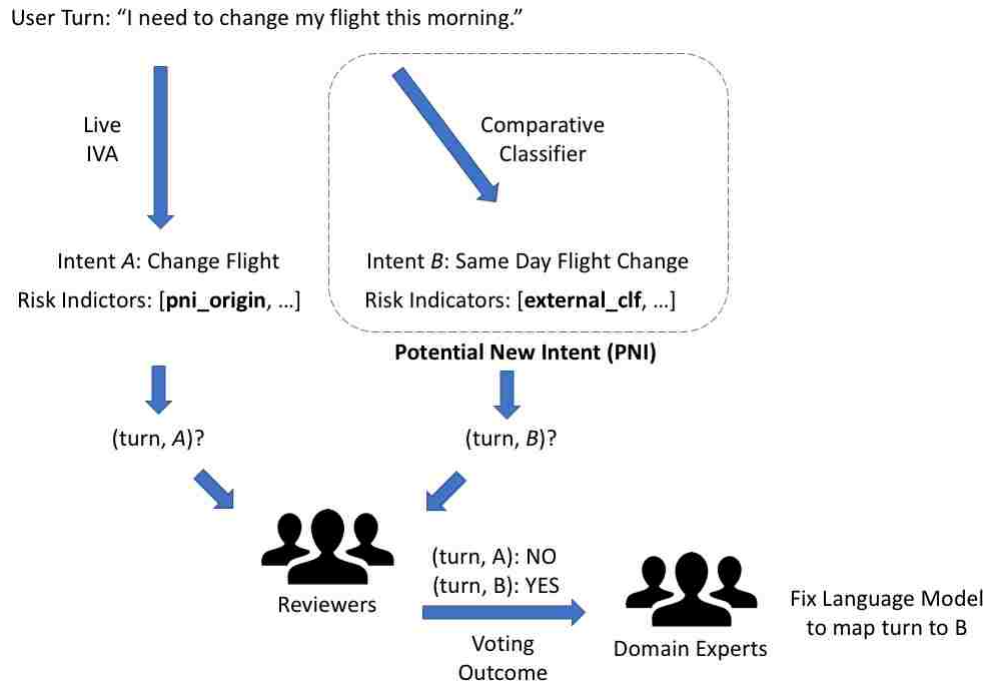 User Turn: “I need to change my flight this morning.”
Live
IVA
Comparative
Classifier
Intent A: Change Flight
Risk Indictors: [pni_origin, ...]
Intent B: Same Day Flight Change
Risk Indicators: [external_clf, ...]
Potential New Intent (PNI)
(turn, A)?
(turn, B)?
Reviewers
(turn, A): NO
(turn, B): YES
Voting
Outcome
Domain Experts
Fix Language Model
to map turn to B